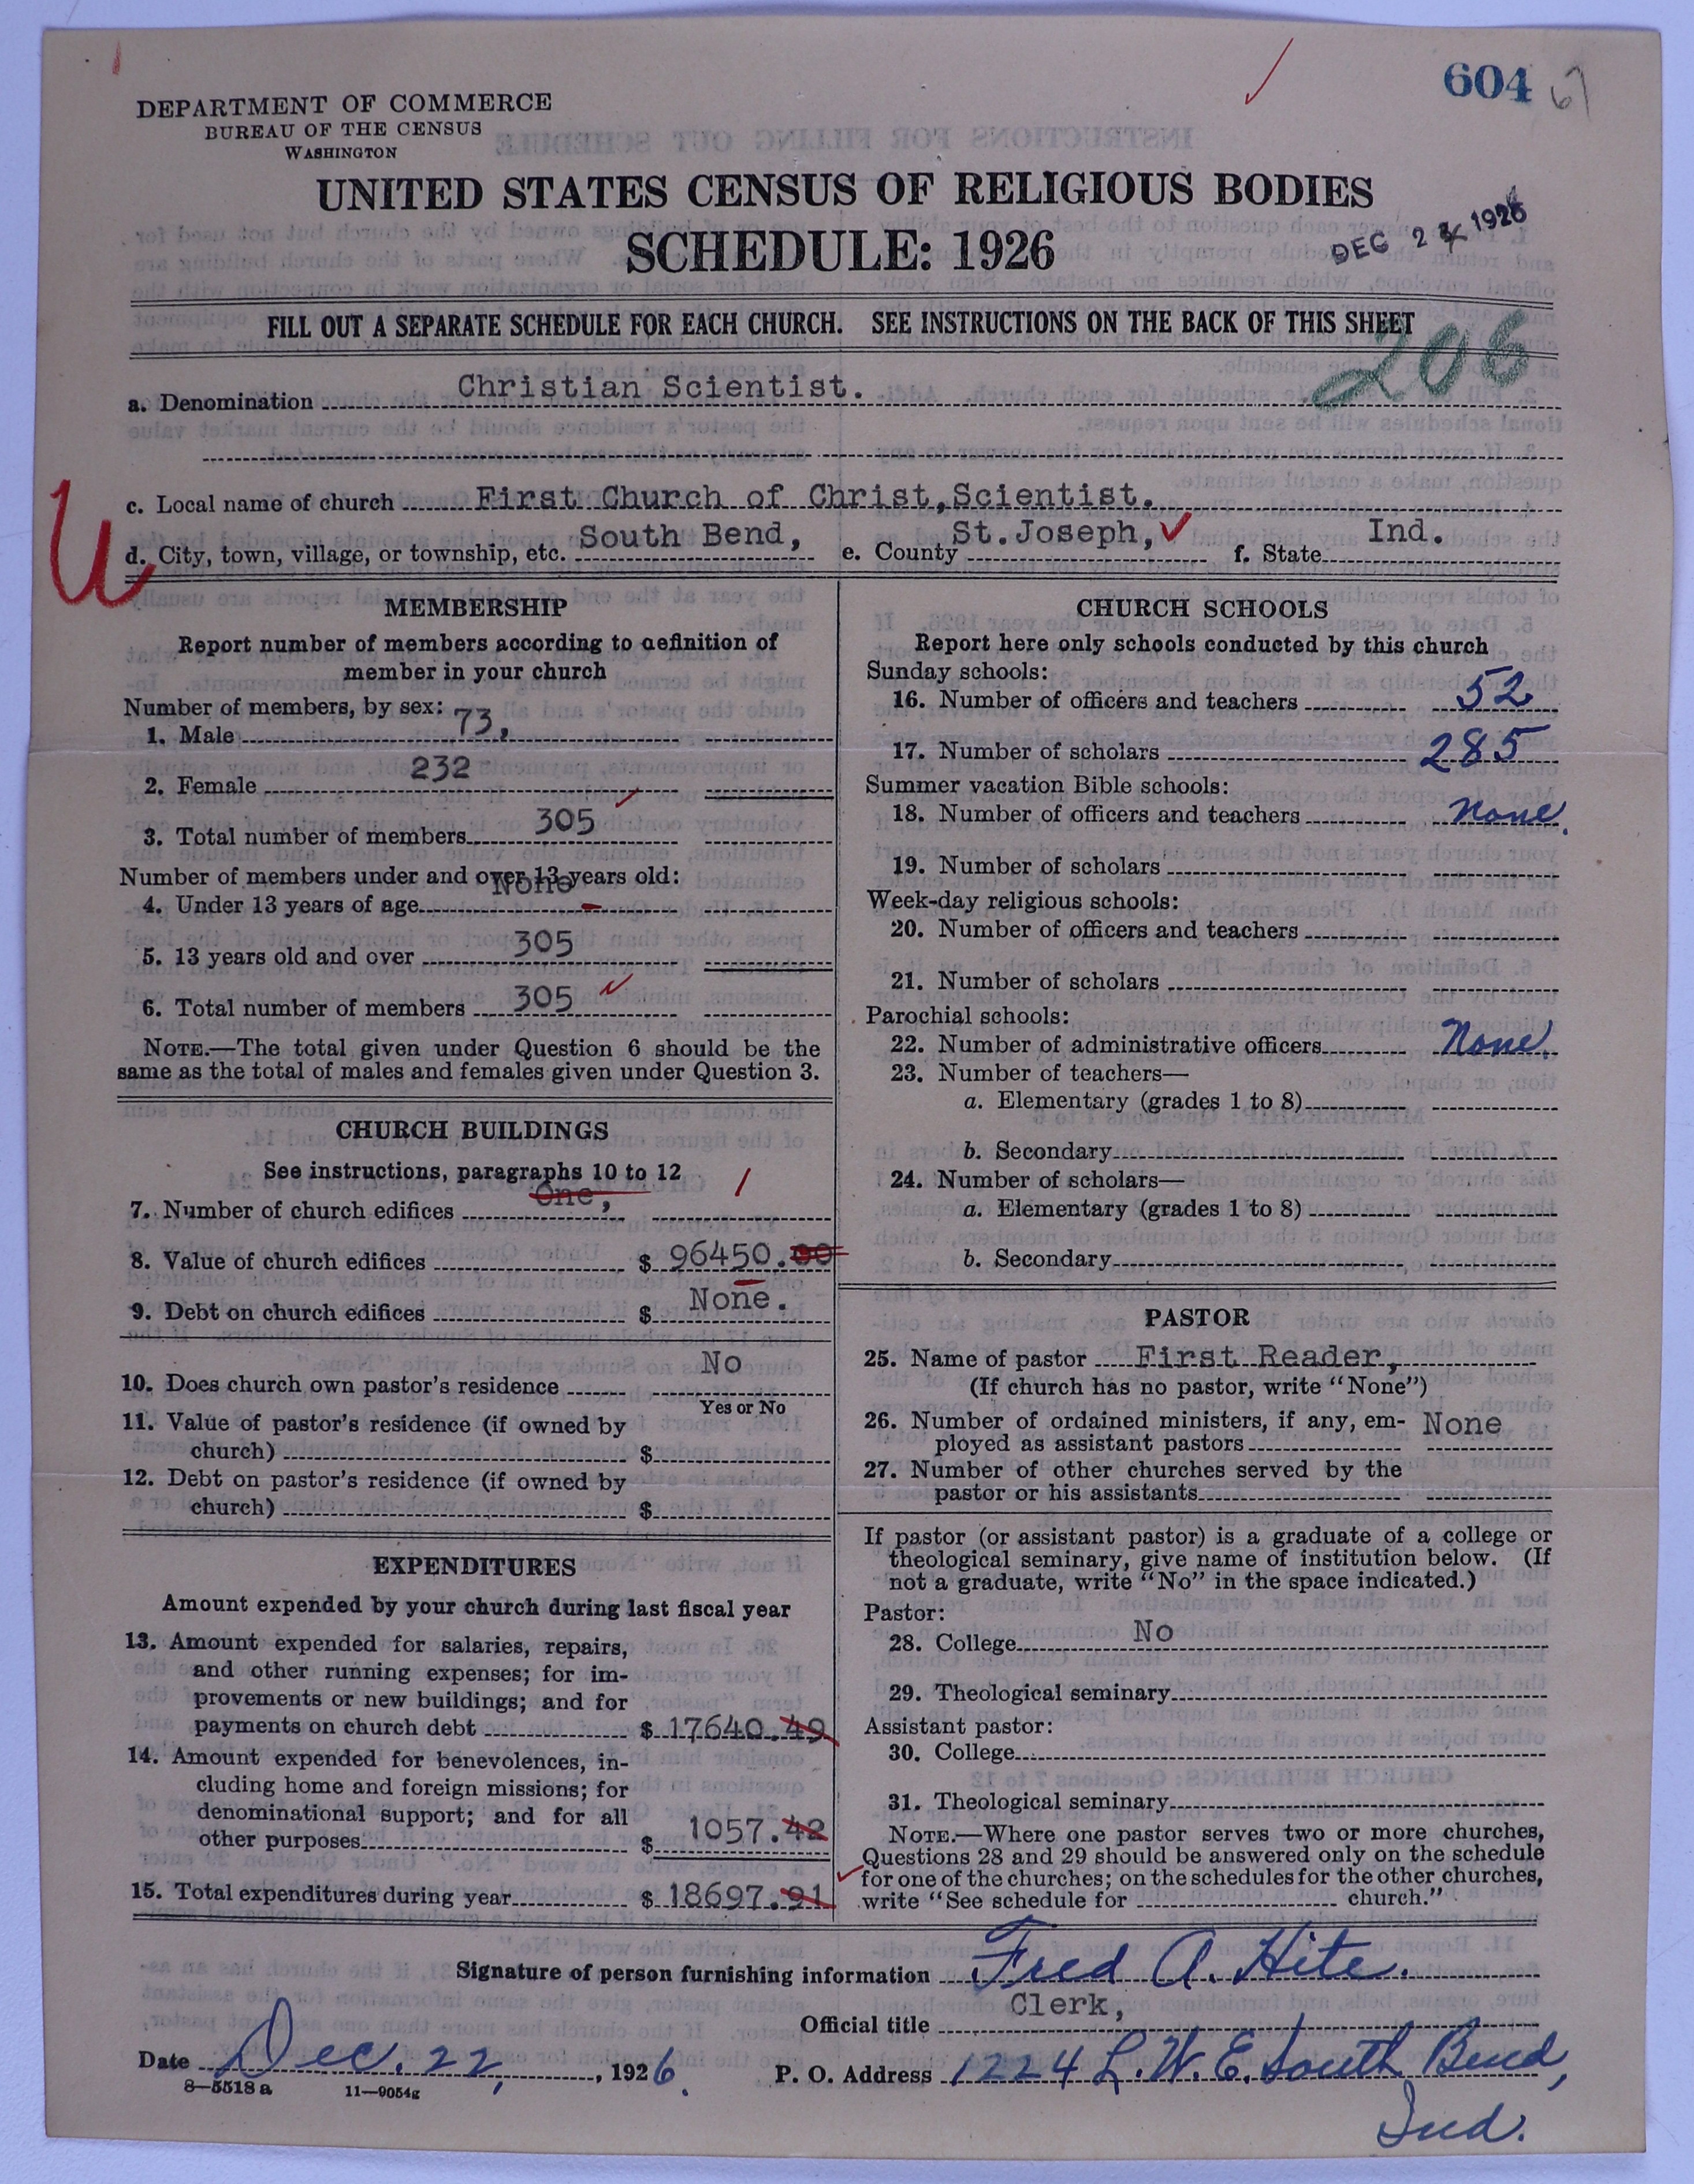 604 67
DEPARTMENT OF COMMERCE
BUREAU OF THE CENSUS
WASHINGTON
UNITED STATES CENSUS OF RELIGIOUS BODIES
SCHEDULE: 1926
DEC 2 1926
FILL OUT A SEPARATE SCHEDULE FOR EACH CHURCH. SEE INSTRUCTIONS ON THE BACK OF THIS SHEET
206
a. Denomination Christian Scientist.
c. Local name of church First Church of Christ, Scientist.
d. City, town, village, or township, etc. South Bend, e. County St. Joseph, f. State Ind.
MEMBERSHIP
Report number of members according to definition of
member in your church
Number of members, by sex:
1. Male 73,
2. Female 232
3. Total number of members 305
Number of members under and over 13 years old:
4. Under 13 years of age None
5. 13 years old and over 305
6. Total number of members 305
NOTE.—The total given under Question 6 should be the
same as the total of males and females given under Question 3.
CHURCH BUILDINGS
See instructions, paragraphs 10 to 12
7. Number of church edifices One, 1
8. Value of church edifices $ 96450.00
9. Debt on church edifices $ None.
10. Does church own pastor's residence No
Yes or No
11. Value of pastor's residence (if owned by
church) $
12. Debt on pastor's residence (if owned by
church) $
EXPENDITURES
Amount expended by your church during last fiscal year
13. Amount expended for salaries, repairs,
and other running expenses; for im-
provements or new buildings; and for
payments on church debt $ 17640.49
14. Amount expended for benevolences, in-
cluding home and foreign missions; for
denominational support; and for all
other purposes $ 1057.42
15. Total expenditures during year $ 18697.91
CHURCH SCHOOLS
Report here only schools conducted by this church
Sunday schools:
16. Number of officers and teachers 52
17. Number of scholars 285
Summer vacation Bible schools:
18. Number of officers and teachers None.
19. Number of scholars
Week-day religious schools:
20. Number of officers and teachers
21. Number of scholars
Parochial schools:
22. Number of administrative officers None.
23. Number of teachers—
a. Elementary (grades 1 to 8)
b. Secondary
24. Number of scholars—
a. Elementary (grades 1 to 8)
b. Secondary
PASTOR
25. Name of pastor First Reader,
(If church has no pastor, write "None")
26. Number of ordained ministers, if any, em-
ployed as assistant pastors None
27. Number of other churches served by the
pastor or his assistants
If pastor (or assistant pastor) is a graduate of a college or
theological seminary, give name of institution below. (If
not a graduate, write "No" in the space indicated.)
Pastor:
28. College No
29. Theological seminary
Assistant pastor:
30. College
31. Theological seminary
NOTE.—Where one pastor serves two or more churches,
Questions 28 and 29 should be answered only on the schedule
for one of the churches; on the schedules for the other churches,
write "See schedule for church."
Signature of person furnishing information Fred A. Hite.
Official title Clerk,
Date Dec. 22, 1926. P. O. Address 1224 L.W.E. South Bend,
Ind.
8—5518 a 11—9054g